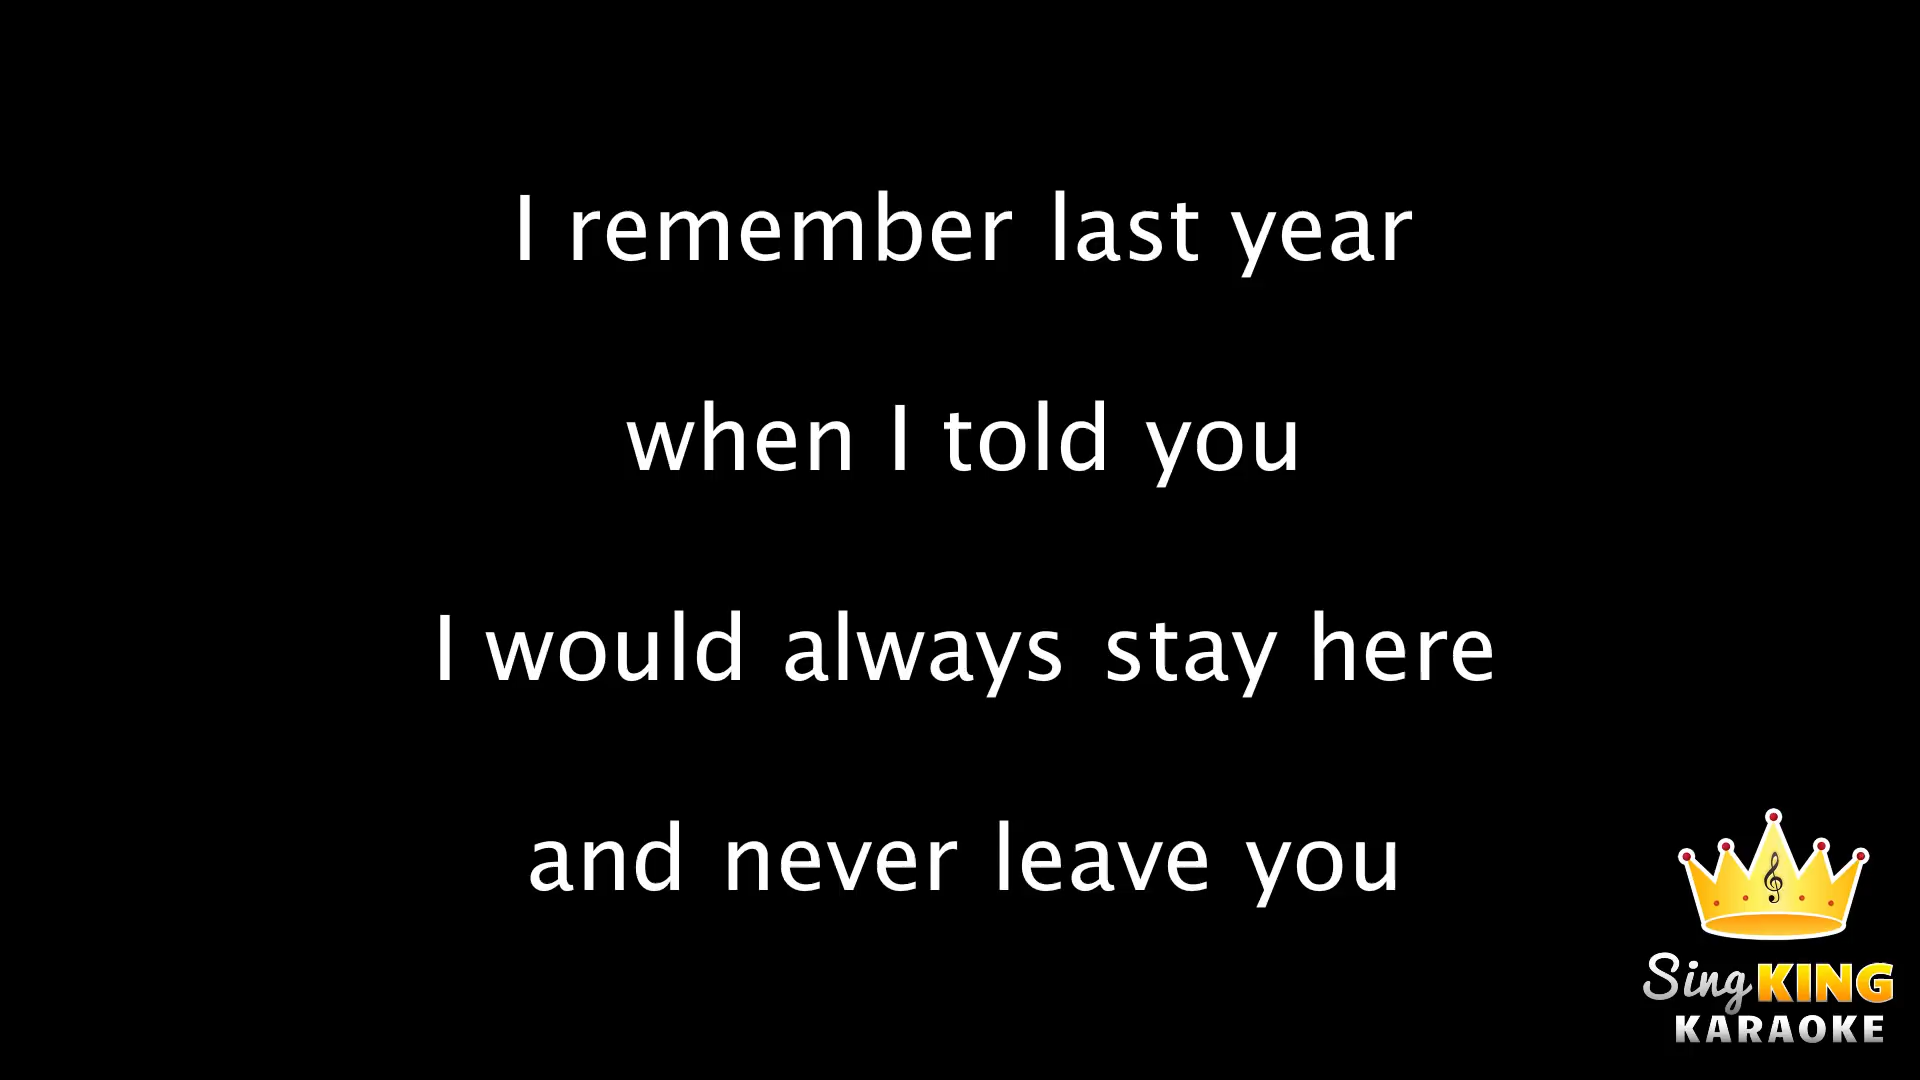 I remember last year
when I told you
I would always stay here
and never leave you
Sing KING
KARAOKE